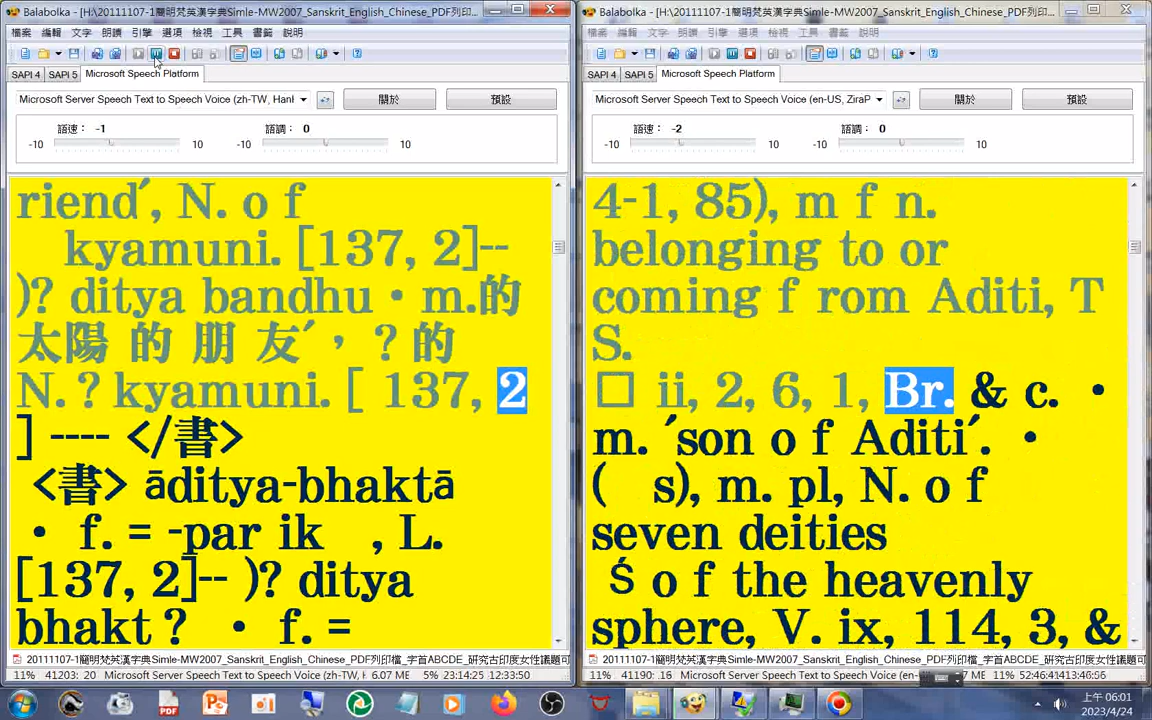 Balabolka - [H:\20111107-1簡明梵英漢字典Simle-MW2007_Sanskrit_English_Chinese_PDF列印...
檔案 編輯 文字 朗讀 引擎 選項 檢視 工具 書籤 說明
SAPI 4 SAPI 5 Microsoft Speech Platform
Microsoft Server Speech Text to Speech Voice (zh-TW, Hanl
關於 預設
語速： -1 語調： 0
-10 10 -10 10
riend´, N. o f
kyamuni. [137, 2]--
)? ditya bandhu • m.的
太陽 的 朋 友´，? 的
N. ? kyamuni. [ 137, 2
] ---- </書>
<書> āditya-bhaktā
• f. = -par ik , L.
[137, 2]-- )? ditya
bhakt ? • f. =
20111107-1簡明梵英漢字典Simle-MW2007_Sanskrit_English_Chinese_PDF列印檔_字首ABCDE_研究古印度女性議題可
11% 41203: 20 Microsoft Server Speech Text to Speech Voice (zh-TW, H 6.07 MB 5% 23:14:25 12:33:50
Balabolka - [H:\20111107-1簡明梵英漢字典Simle-MW2007_Sanskrit_English_Chinese_PDF列印...
檔案 編輯 文字 朗讀 引擎 選項 檢視 工具 書籤 說明
SAPI 4 SAPI 5 Microsoft Speech Platform
Microsoft Server Speech Text to Speech Voice (en-US, ZiraP
關於 預設
語速： -2 語調： 0
-10 10 -10 10
4-1, 85), m f n.
belonging to or
coming f rom Aditi, T
S.
□ ii, 2, 6, 1, Br. & c. •
m. ´son o f Aditi´. •
( s), m. pl, N. o f
seven deities
Ś o f the heavenly
sphere, V. ix, 114, 3, &
20111107-1簡明梵英漢字典Simle-MW2007_Sanskrit_English_Chinese_PDF列印檔_字首ABCDE_研究古印度女性議題可
11% 41190: 16 Microsoft Server Speech Text to Speech Voice (en- 11% 52:46:41
上午 06:01
2023/4/24